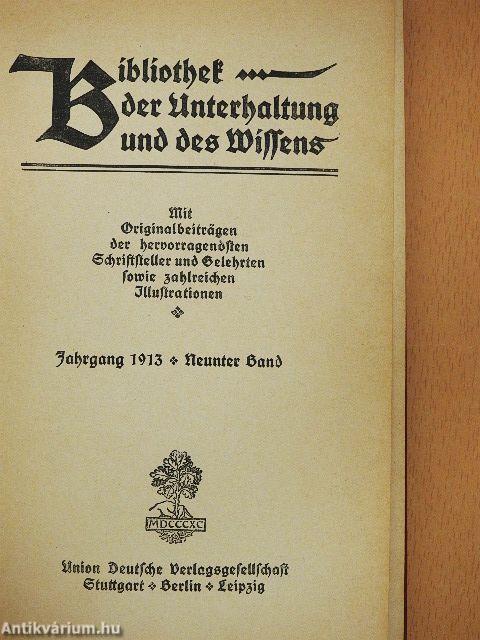 Bibliothek
der Unterhaltung
und des Wissens
Mit
Originalbeiträgen
der hervorragendsten
Schriftsteller und Gelehrten
sowie zahlreichen
Illustrationen
Jahrgang 1913 ❖ Neunter Band
MDCCCXC
Union Deutsche Verlagsgesellschaft
Stuttgart ❖ Berlin ❖ Leipzig
Antikvárium.hu